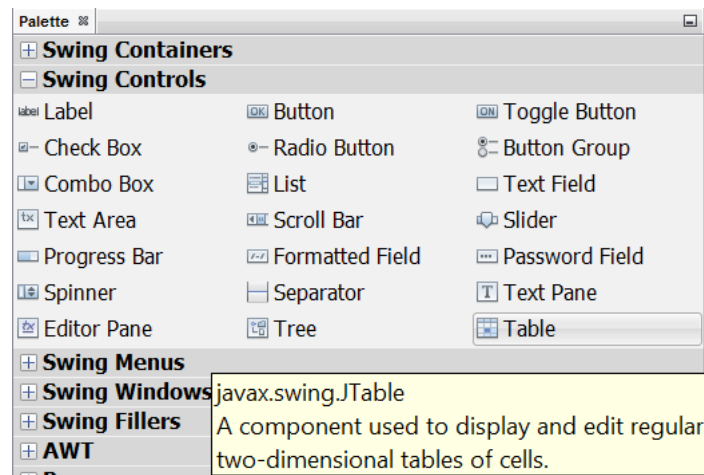 Palette
Swing Containers
Swing Controls
label Label OK Button ON Toggle Button
Check Box Radio Button Button Group
Combo Box List Text Field
tx Text Area Scroll Bar Slider
Progress Bar Formatted Field Password Field
Spinner Separator T Text Pane
tx Editor Pane Tree Table
Swing Menus
Swing Windows
Swing Fillers
AWT
javax.swing.JTable
A component used to display and edit regular
two-dimensional tables of cells.